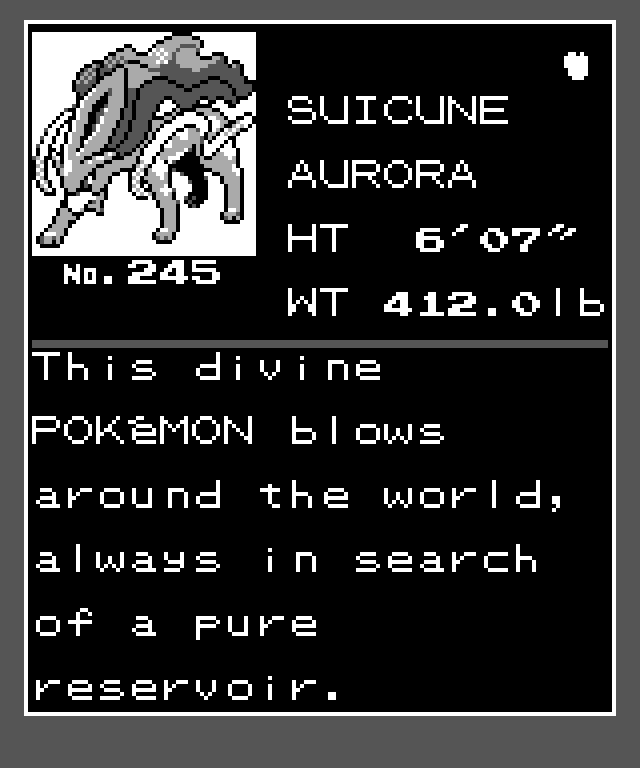 SUICUNE
AURORA
HT 6′07″
No. 245
WT 412.0lb
This divine
POKéMON blows
around the world,
always in search
of a pure
reservoir.